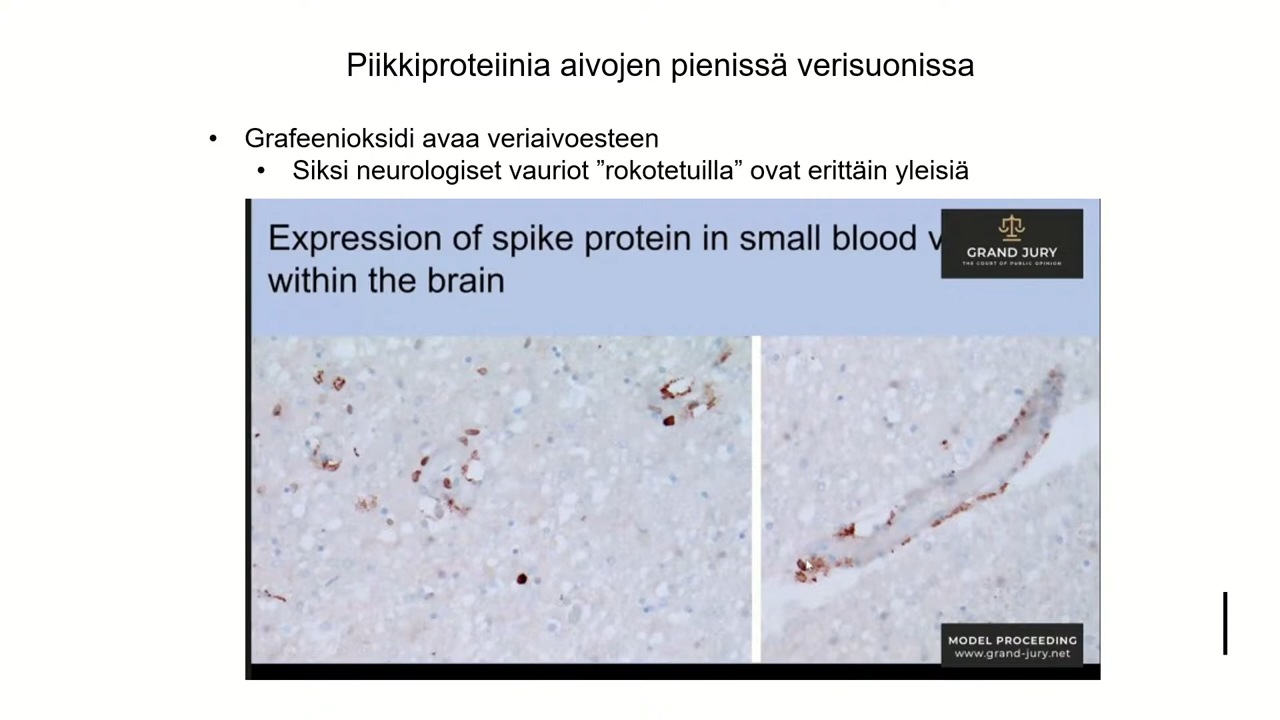 Piikkiproteiinia aivojen pienissä verisuonissa
• Grafeenioksidi avaa veriaivoesteen
• Siksi neurologiset vauriot ”rokotetuilla” ovat erittäin yleisiä
Expression of spike protein in small blood v
within the brain
GRAND JURY
THE COURT OF PUBLIC OPINION
MODEL PROCEEDING
www.grand-jury.net